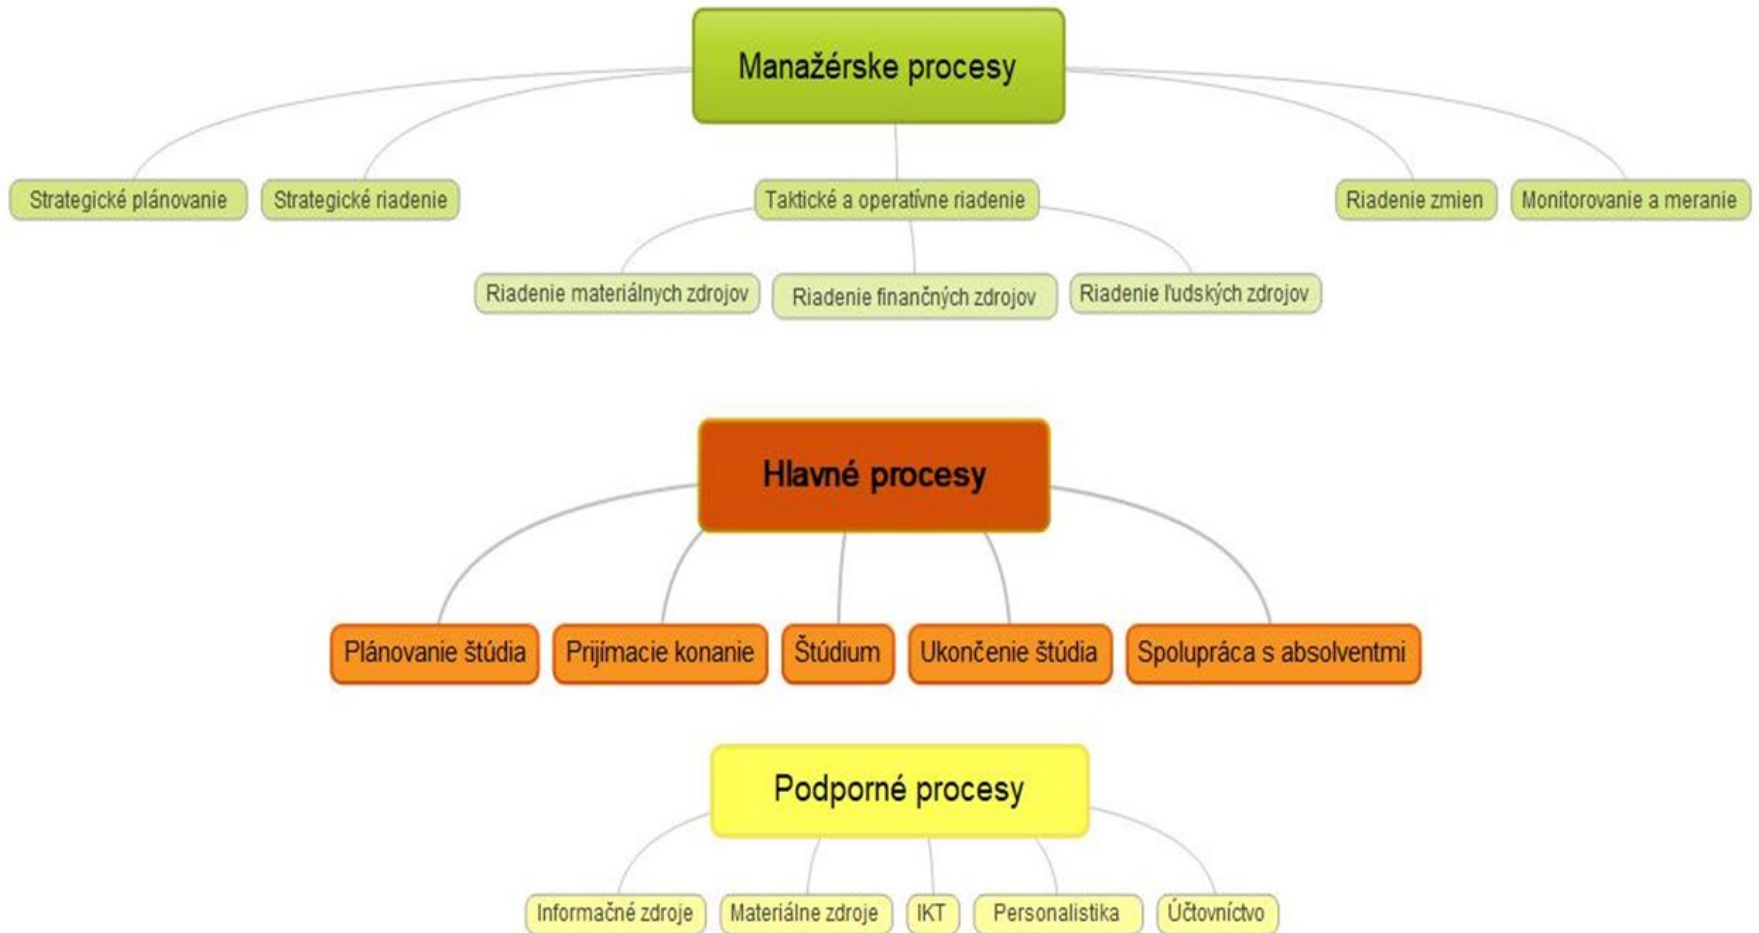 Manažérske procesy
Strategické plánovanie
Strategické riadenie
Taktické a operatívne riadenie
Riadenie zmien
Monitorovanie a meranie
Riadenie materiálnych zdrojov
Riadenie finančných zdrojov
Riadenie ľudských zdrojov
Hlavné procesy
Plánovanie štúdia
Prijímacie konanie
Štúdium
Ukončenie štúdia
Spolupráca s absolventmi
Podporné procesy
Informačné zdroje
Materiálne zdroje
IKT
Personalistika
Účtovníctvo